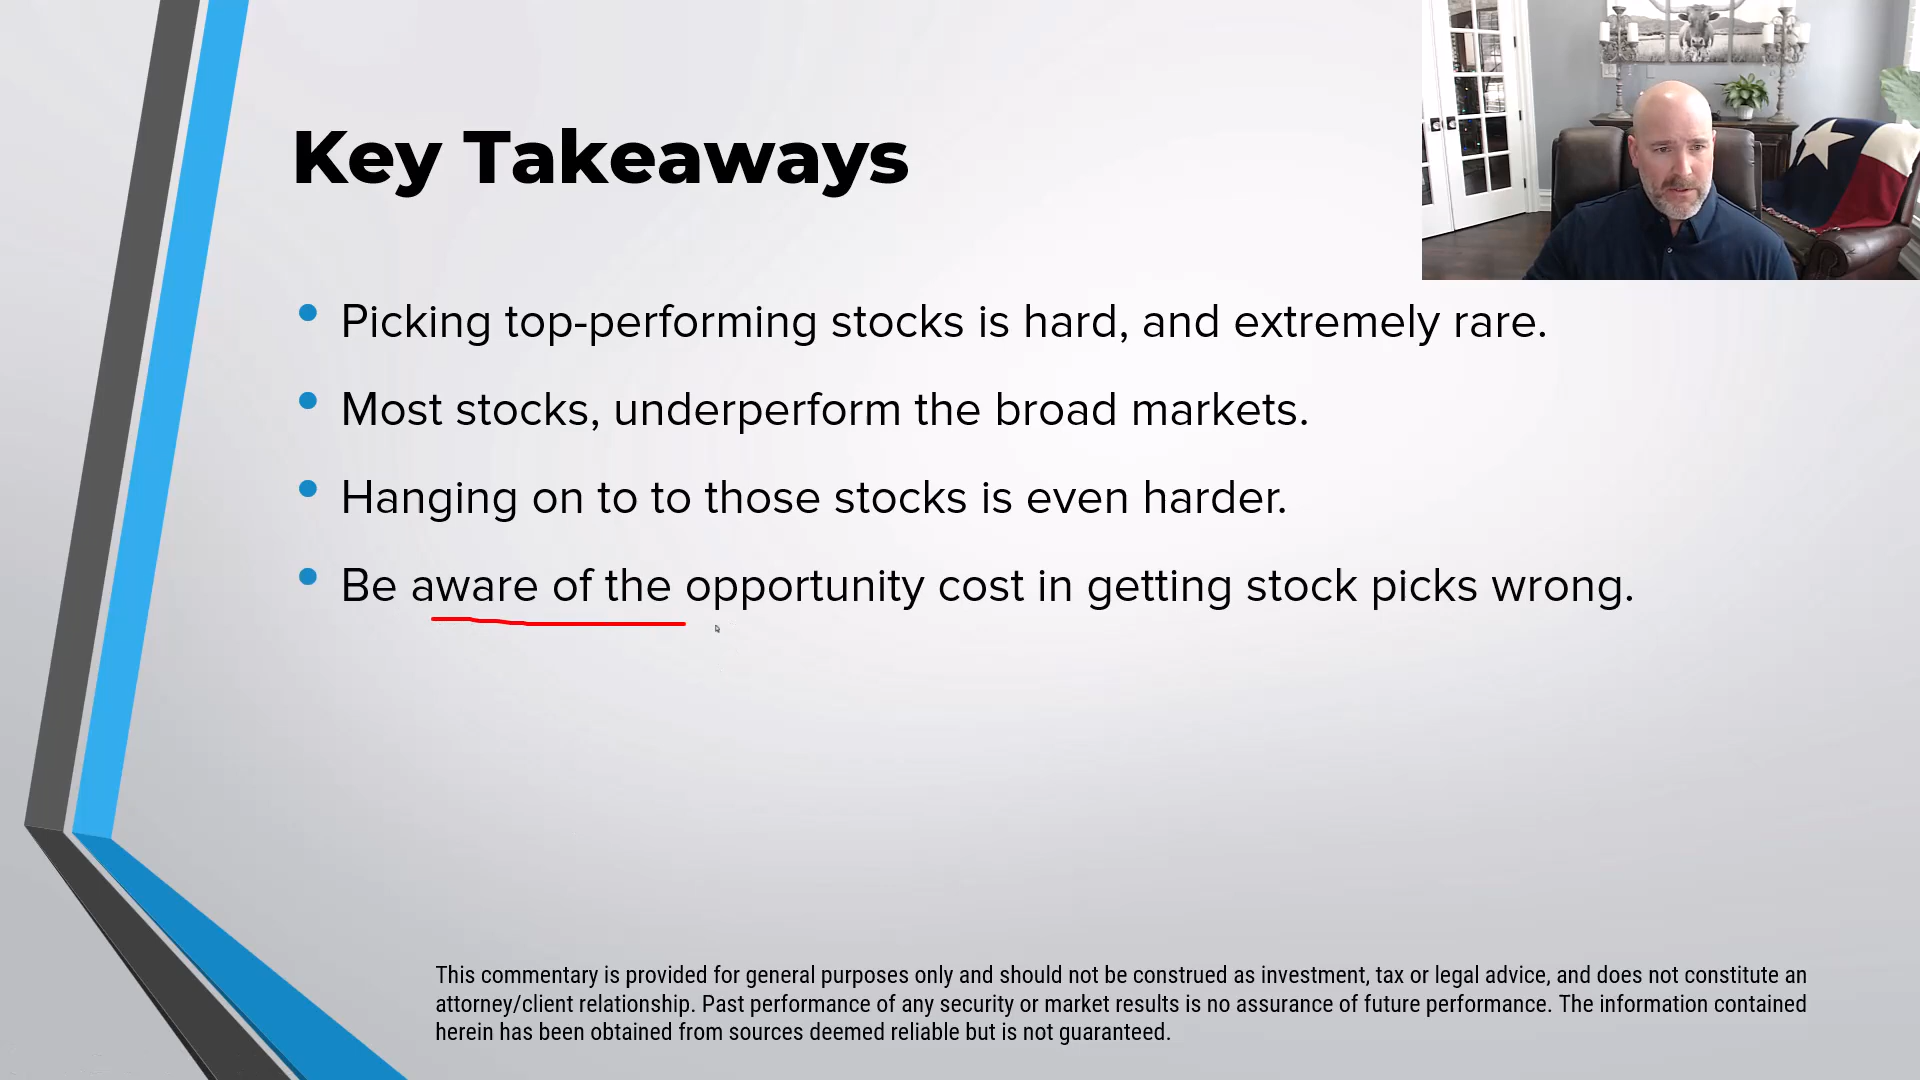 Key Takeaways
Picking top-performing stocks is hard, and extremely rare.
Most stocks, underperform the broad markets.
Hanging on to to those stocks is even harder.
Be aware of the opportunity cost in getting stock picks wrong.
This commentary is provided for general purposes only and should not be construed as investment, tax or legal advice, and does not constitute an
attorney/client relationship. Past performance of any security or market results is no assurance of future performance. The information contained
herein has been obtained from sources deemed reliable but is not guaranteed.